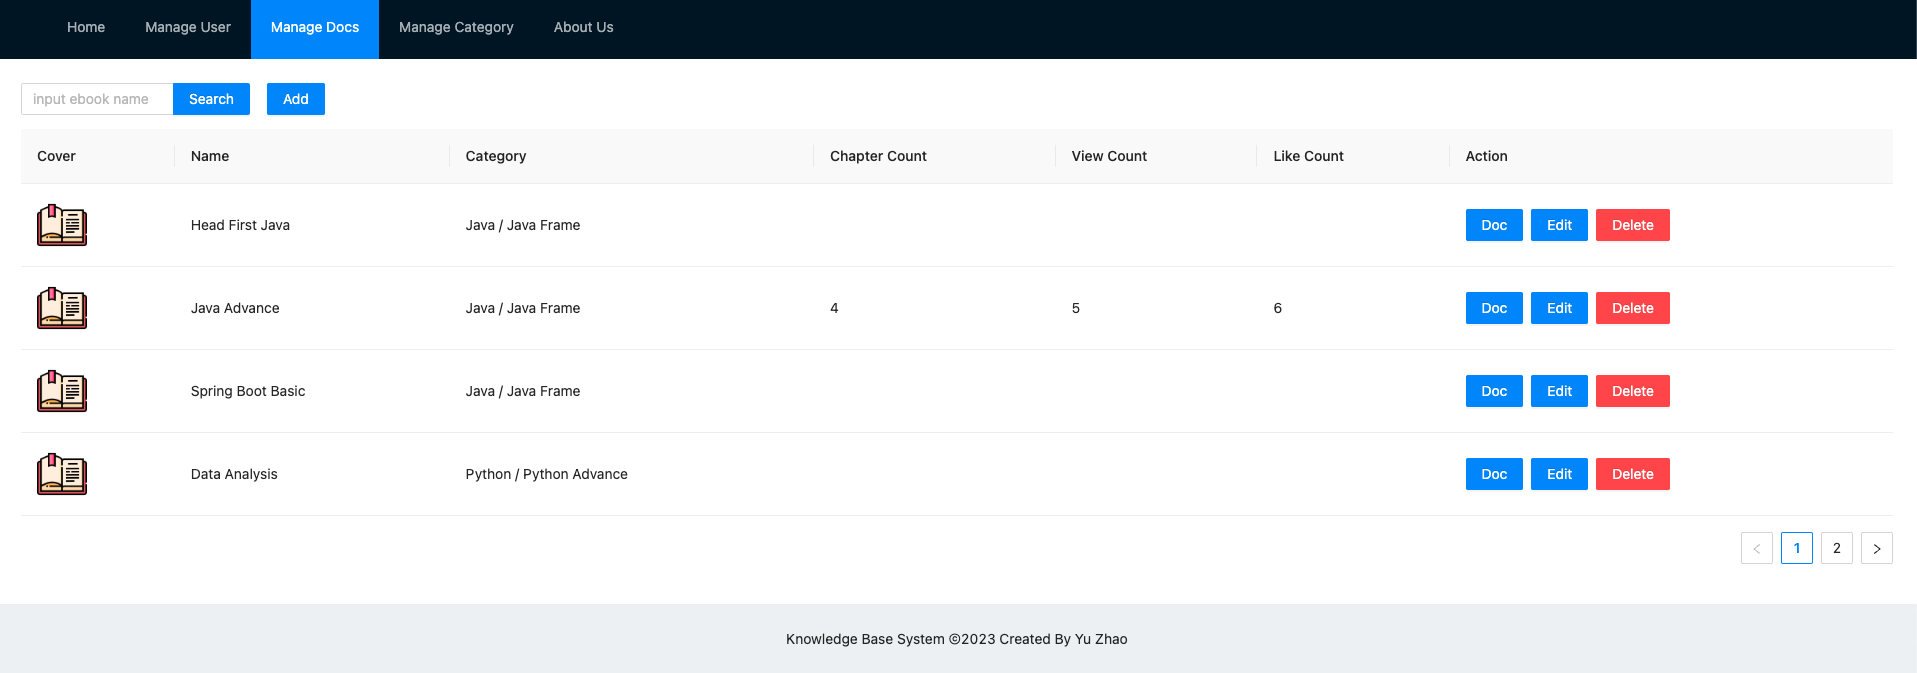 Home Manage User Manage Docs Manage Category About Us
input ebook name Search Add
Cover Name Category Chapter Count View Count Like Count Action
Head First Java Java / Java Frame Doc Edit Delete
Java Advance Java / Java Frame 4 5 6 Doc Edit Delete
Spring Boot Basic Java / Java Frame Doc Edit Delete
Data Analysis Python / Python Advance Doc Edit Delete
< 1 2 >
Knowledge Base System ©2023 Created By Yu Zhao